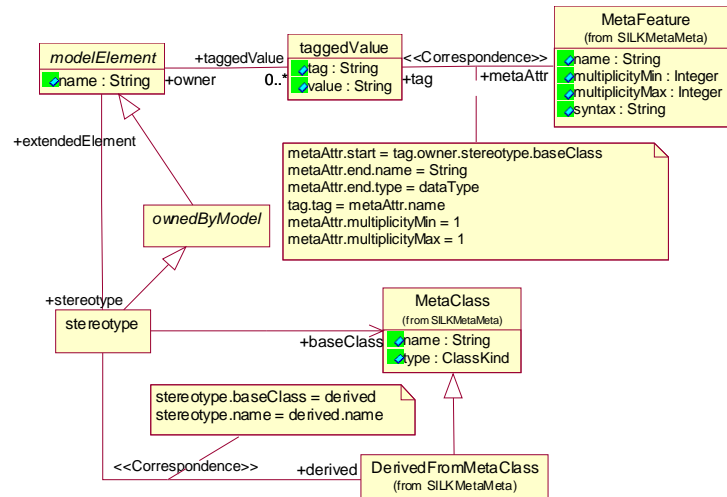 modelElement
name : String
+taggedValue
+owner
0..*
taggedValue
tag : String
value : String
<<Correspondence>>
+tag
+metaAttr
MetaFeature
(from SILKMetaMeta)
name : String
multiplicityMin : Integer
multiplicityMax : Integer
syntax : String
+extendedElement
metaAttr.start = tag.owner.stereotype.baseClass
metaAttr.end.name = String
metaAttr.end.type = dataType
tag.tag = metaAttr.name
metaAttr.multiplicityMin = 1
metaAttr.multiplicityMax = 1
ownedByModel
+stereotype
stereotype
+baseClass
MetaClass
(from SILKMetaMeta)
name : String
type : ClassKind
stereotype.baseClass = derived
stereotype.name = derived.name
<<Correspondence>>
+derived
DerivedFromMetaClass
(from SILKMetaMeta)